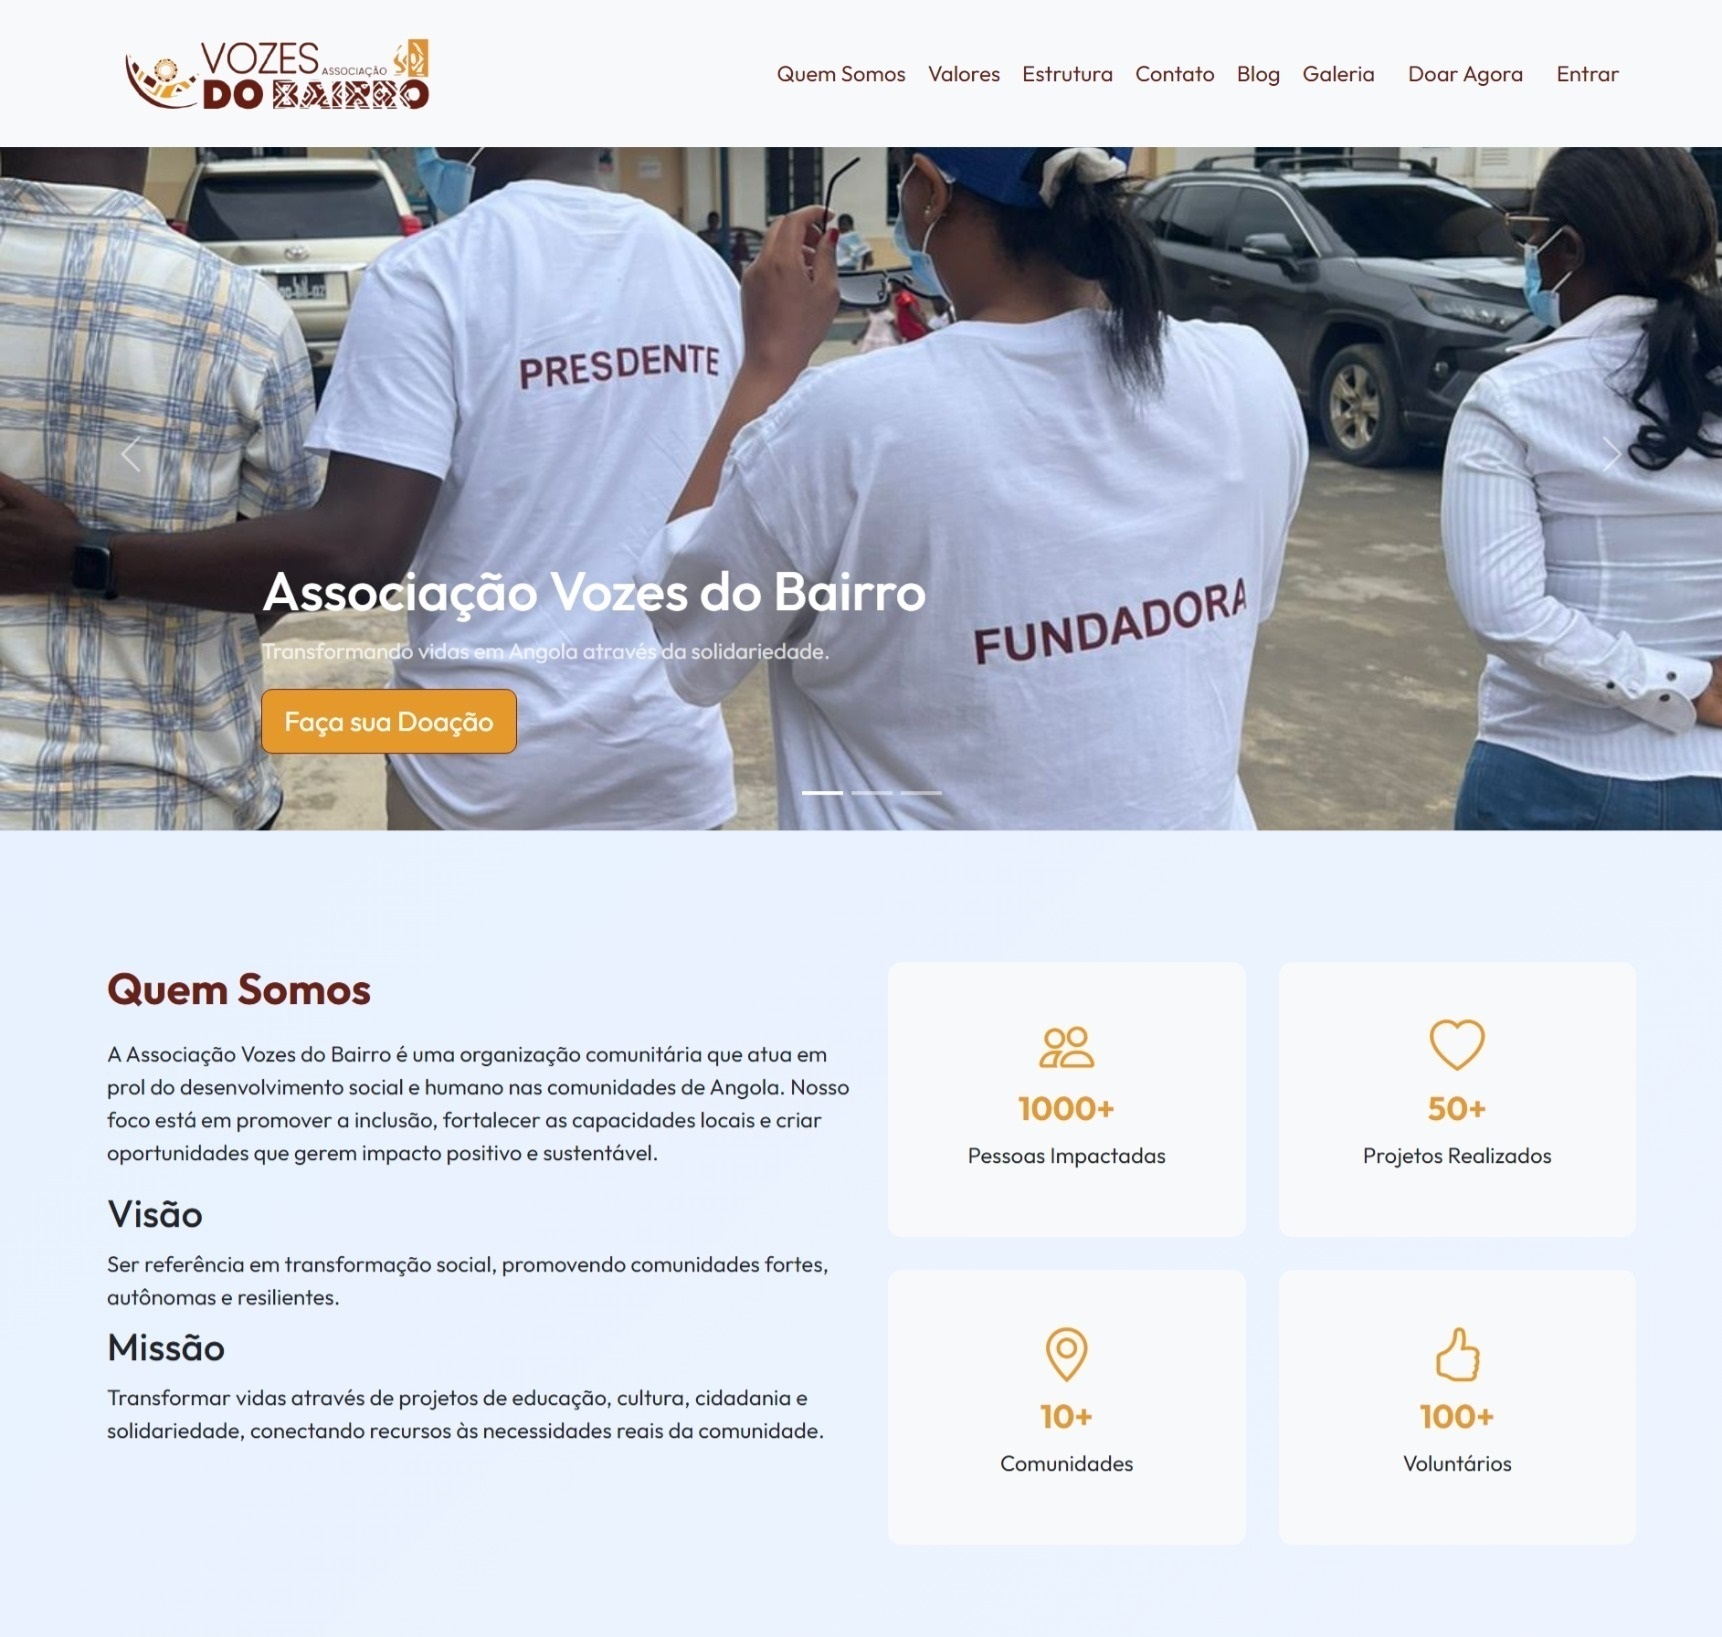 VOZES
ASSOCIAÇÃO
DO BAIRRO
Quem Somos Valores Estrutura Contato Blog Galeria Doar Agora Entrar
PRESDENTE
FUNDADORA
Associação Vozes do Bairro
Transformando vidas em Angola através da solidariedade.
Faça sua Doação
Quem Somos
A Associação Vozes do Bairro é uma organização comunitária que atua em
prol do desenvolvimento social e humano nas comunidades de Angola. Nosso
foco está em promover a inclusão, fortalecer as capacidades locais e criar
oportunidades que gerem impacto positivo e sustentável.
Visão
Ser referência em transformação social, promovendo comunidades fortes,
autônomas e resilientes.
Missão
Transformar vidas através de projetos de educação, cultura, cidadania e
solidariedade, conectando recursos às necessidades reais da comunidade.
1000+
Pessoas Impactadas
50+
Projetos Realizados
10+
Comunidades
100+
Voluntários